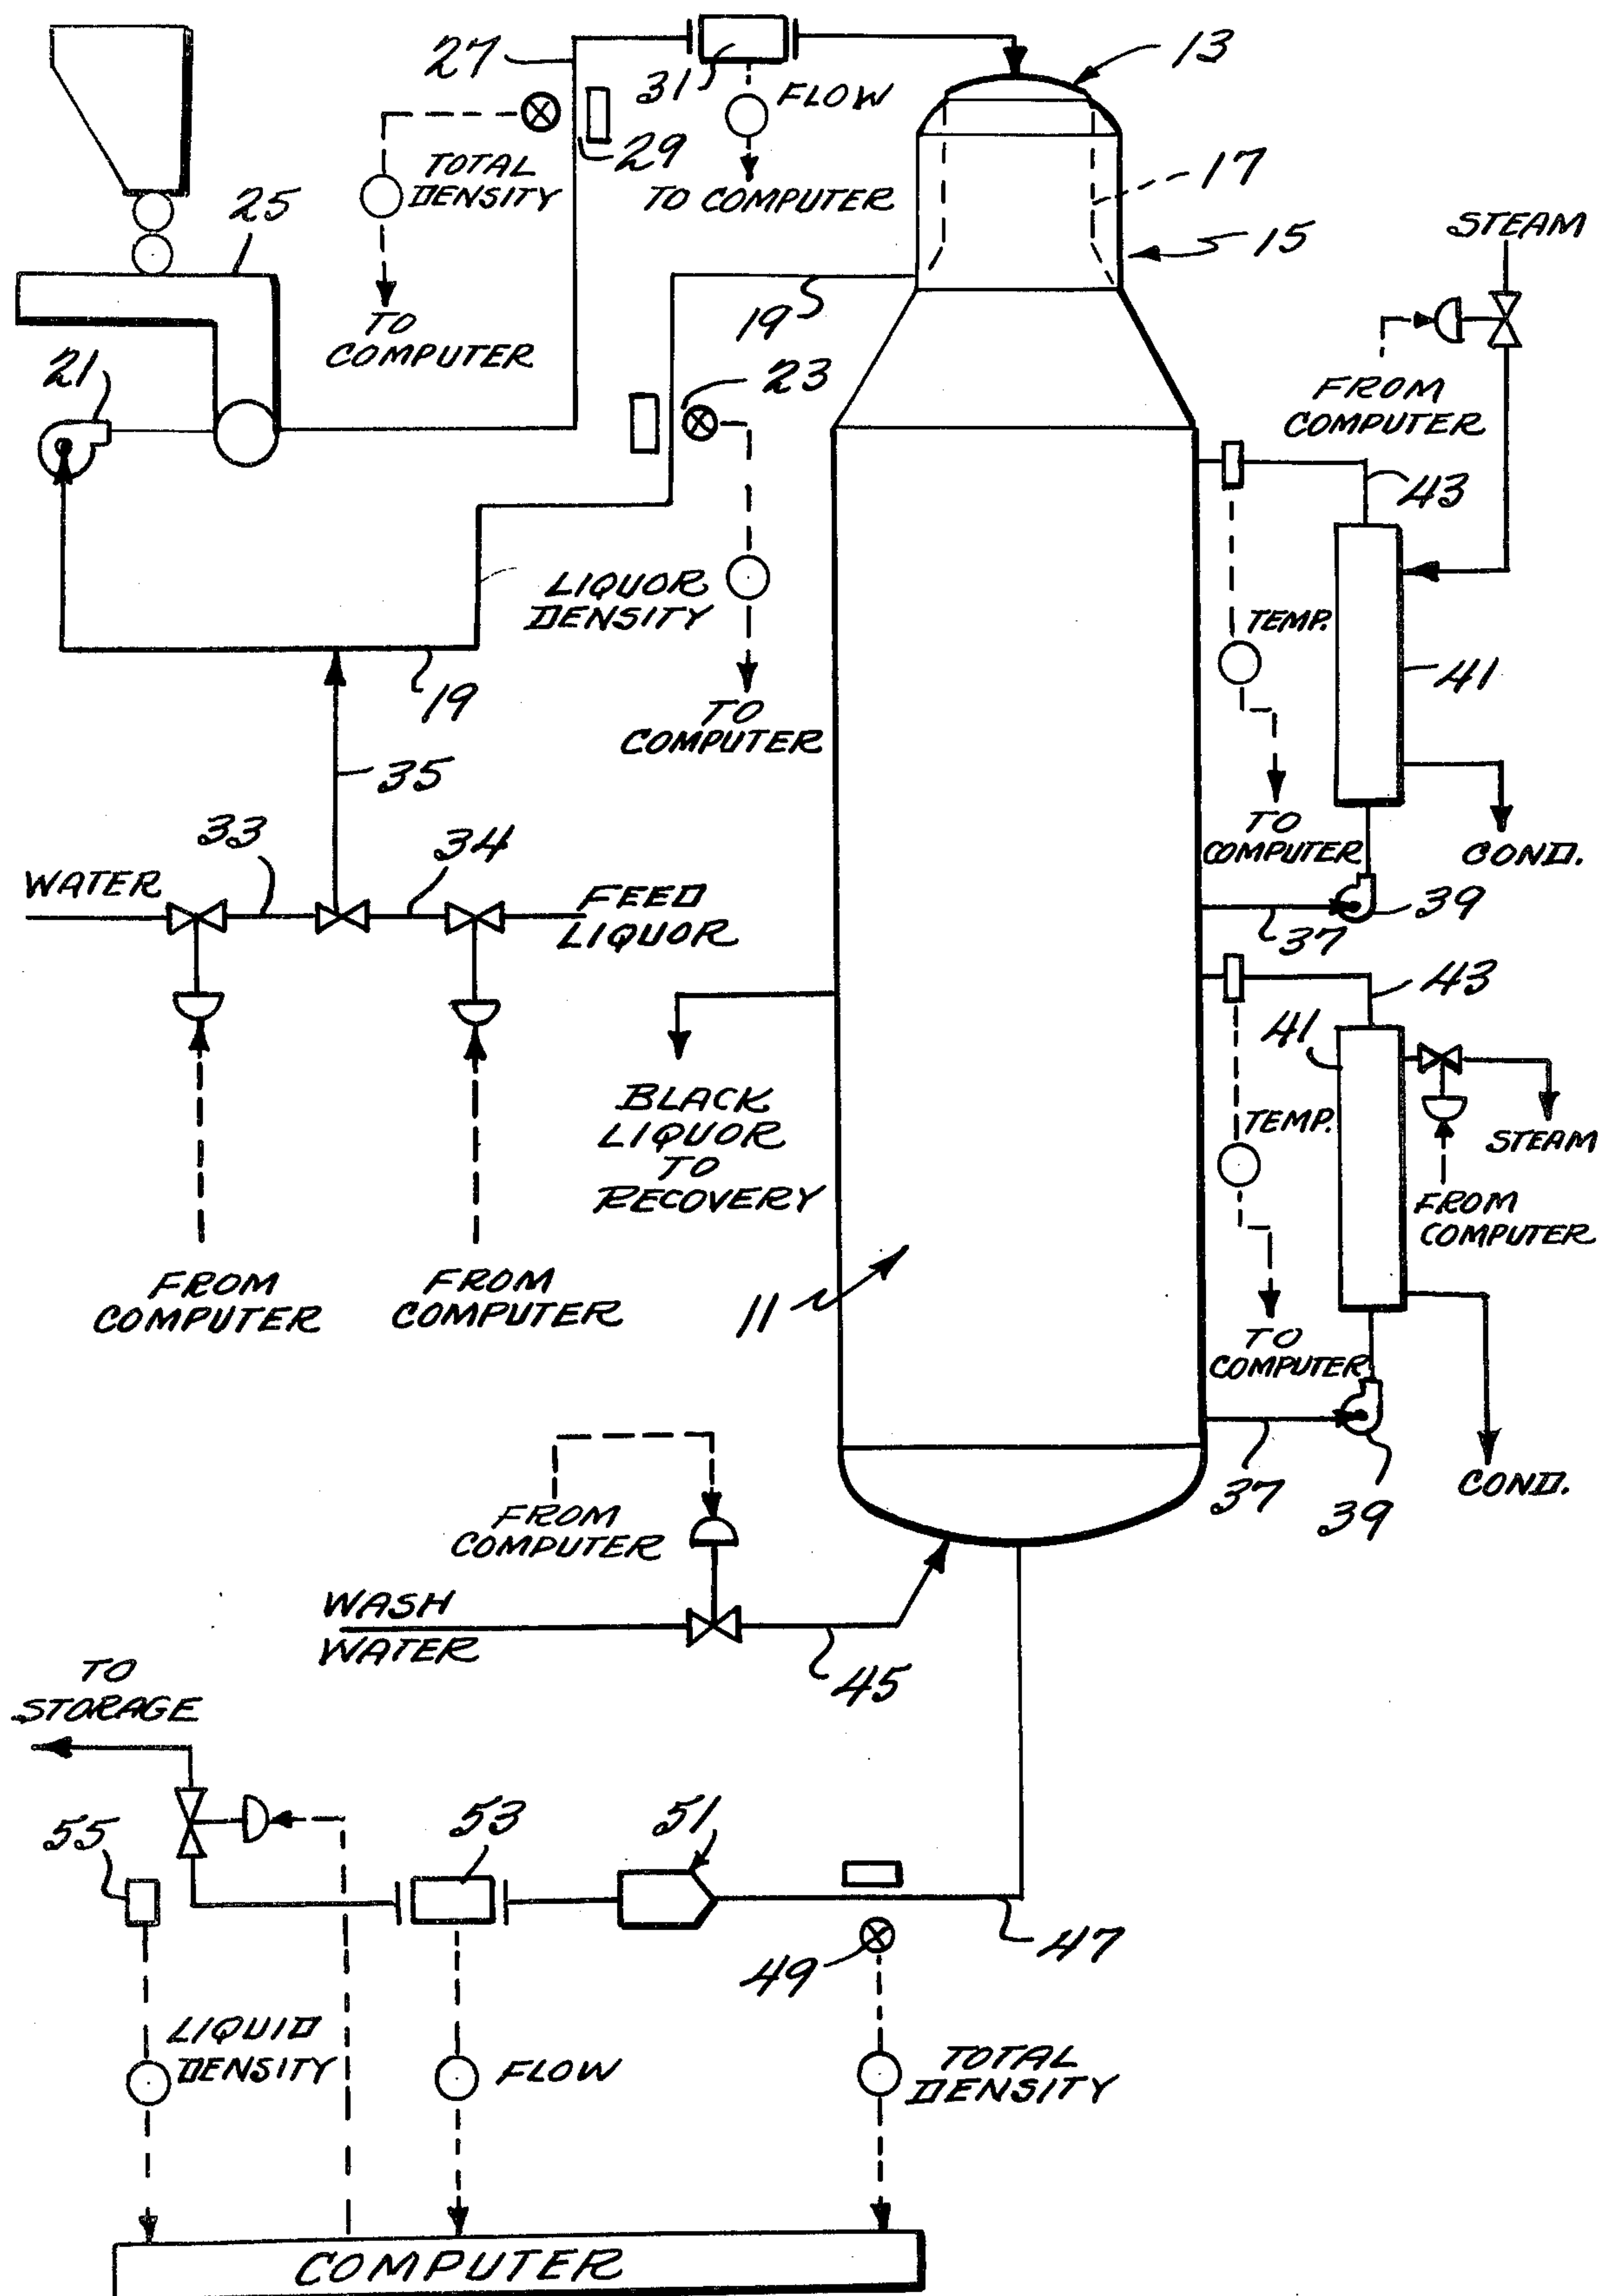 27
31
FLOW
13
29
TOTAL
DENSITY
TO COMPUTER
17
25
15
STEAM
TO
COMPUTER
19
21
23
FROM
COMPUTER
43
LIQUOR
DENSITY
TEMP.
41
19
TO
COMPUTER
35
33
34
TO
COMPUTER
COND.
WATER
FEED
LIQUOR
39
37
43
41
BLACK
LIQUOR
TO
RECOVERY
TEMP.
STEAM
FROM
COMPUTER
FROM
COMPUTER
FROM
COMPUTER
11
TO
COMPUTER
37
39
COND.
FROM
COMPUTER
WASH
WATER
45
TO
STORAGE
55
53
51
49
47
LIQUID
DENSITY
FLOW
TOTAL
DENSITY
COMPUTER